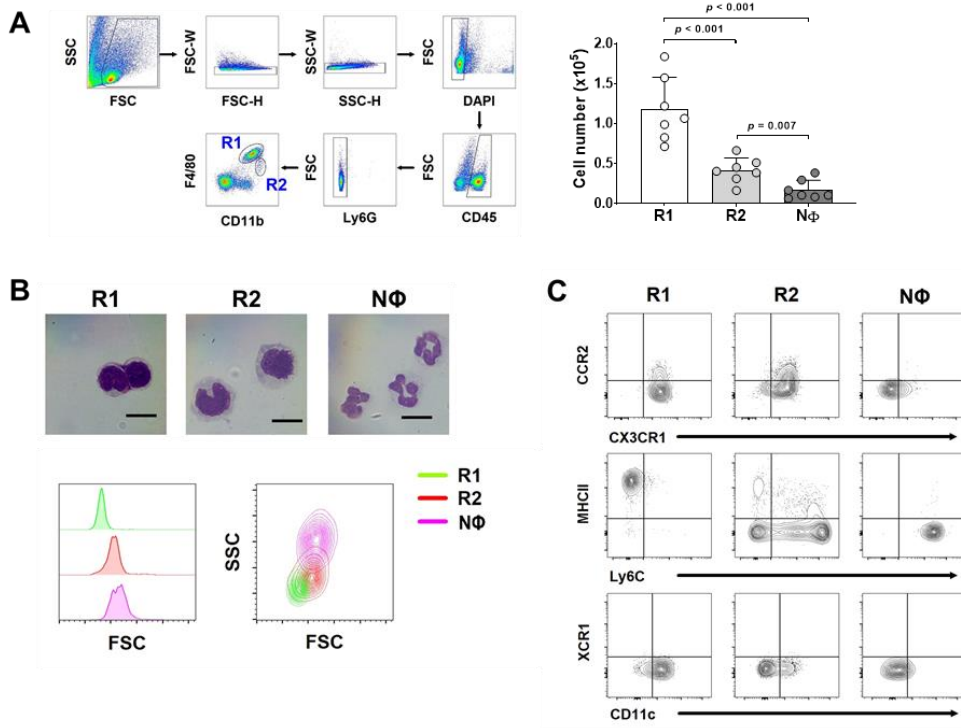 A
SSC
FSC
FSC-W
FSC-H
SSC-W
SSC-H
FSC
DAPI
F4/80
R1
R2
CD11b
FSC
Ly6G
FSC
CD45
p < 0.001
p < 0.001
p = 0.007
Cell number (x10⁵)
2.0
1.5
1.0
0.5
0.0
R1 R2 NΦ
B
R1 R2 NΦ
FSC
SSC
FSC
R1
R2
NΦ
C
R1 R2 NΦ
CCR2
CX3CR1
MHCII
Ly6C
XCR1
CD11c